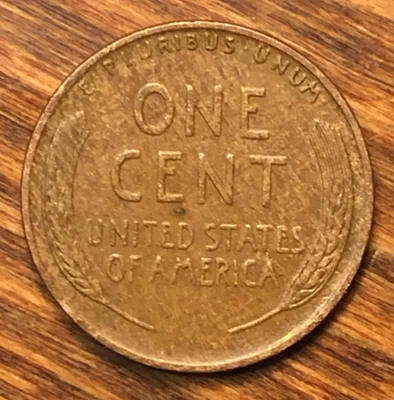 E · PLURIBUS · UNUM
ONE
CENT
UNITED STATES
OF AMERICA